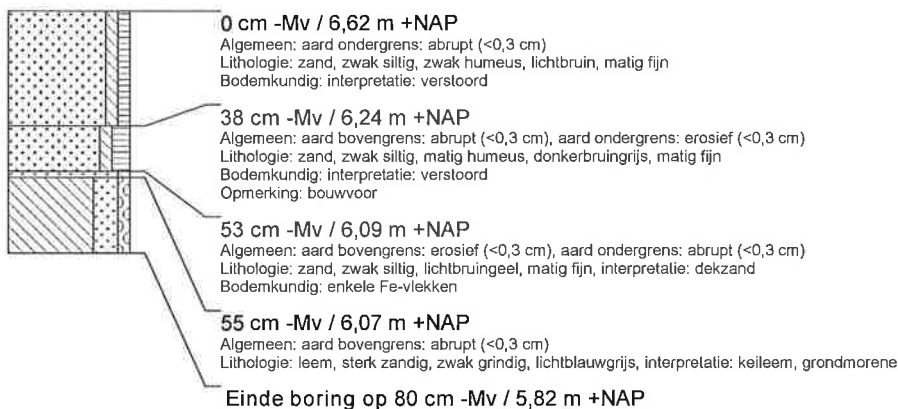 0 cm -Mv / 6,62 m +NAP
Algemeen: aard ondergrens: abrupt (<0,3 cm)
Lithologie: zand, zwak siltig, zwak humeus, lichtbruin, matig fijn
Bodemkundig: interpretatie: verstoord
38 cm -Mv / 6,24 m +NAP
Algemeen: aard bovengrens: abrupt (<0,3 cm), aard ondergrens: erosief (<0,3 cm)
Lithologie: zand, zwak siltig, matig humeus, donkerbruingrijs, matig fijn
Bodemkundig: interpretatie: verstoord
Opmerking: bouwvoor
53 cm -Mv / 6,09 m +NAP
Algemeen: aard bovengrens: erosief (<0,3 cm), aard ondergrens: abrupt (<0,3 cm)
Lithologie: zand, zwak siltig, lichtbruingeel, matig fijn, interpretatie: dekzand
Bodemkundig: enkele Fe-vlekken
55 cm -Mv / 6,07 m +NAP
Algemeen: aard bovengrens: abrupt (<0,3 cm)
Lithologie: leem, sterk zandig, zwak grindig, lichtblauwgrijs, interpretatie: keileem, grondmorene
Einde boring op 80 cm -Mv / 5,82 m +NAP